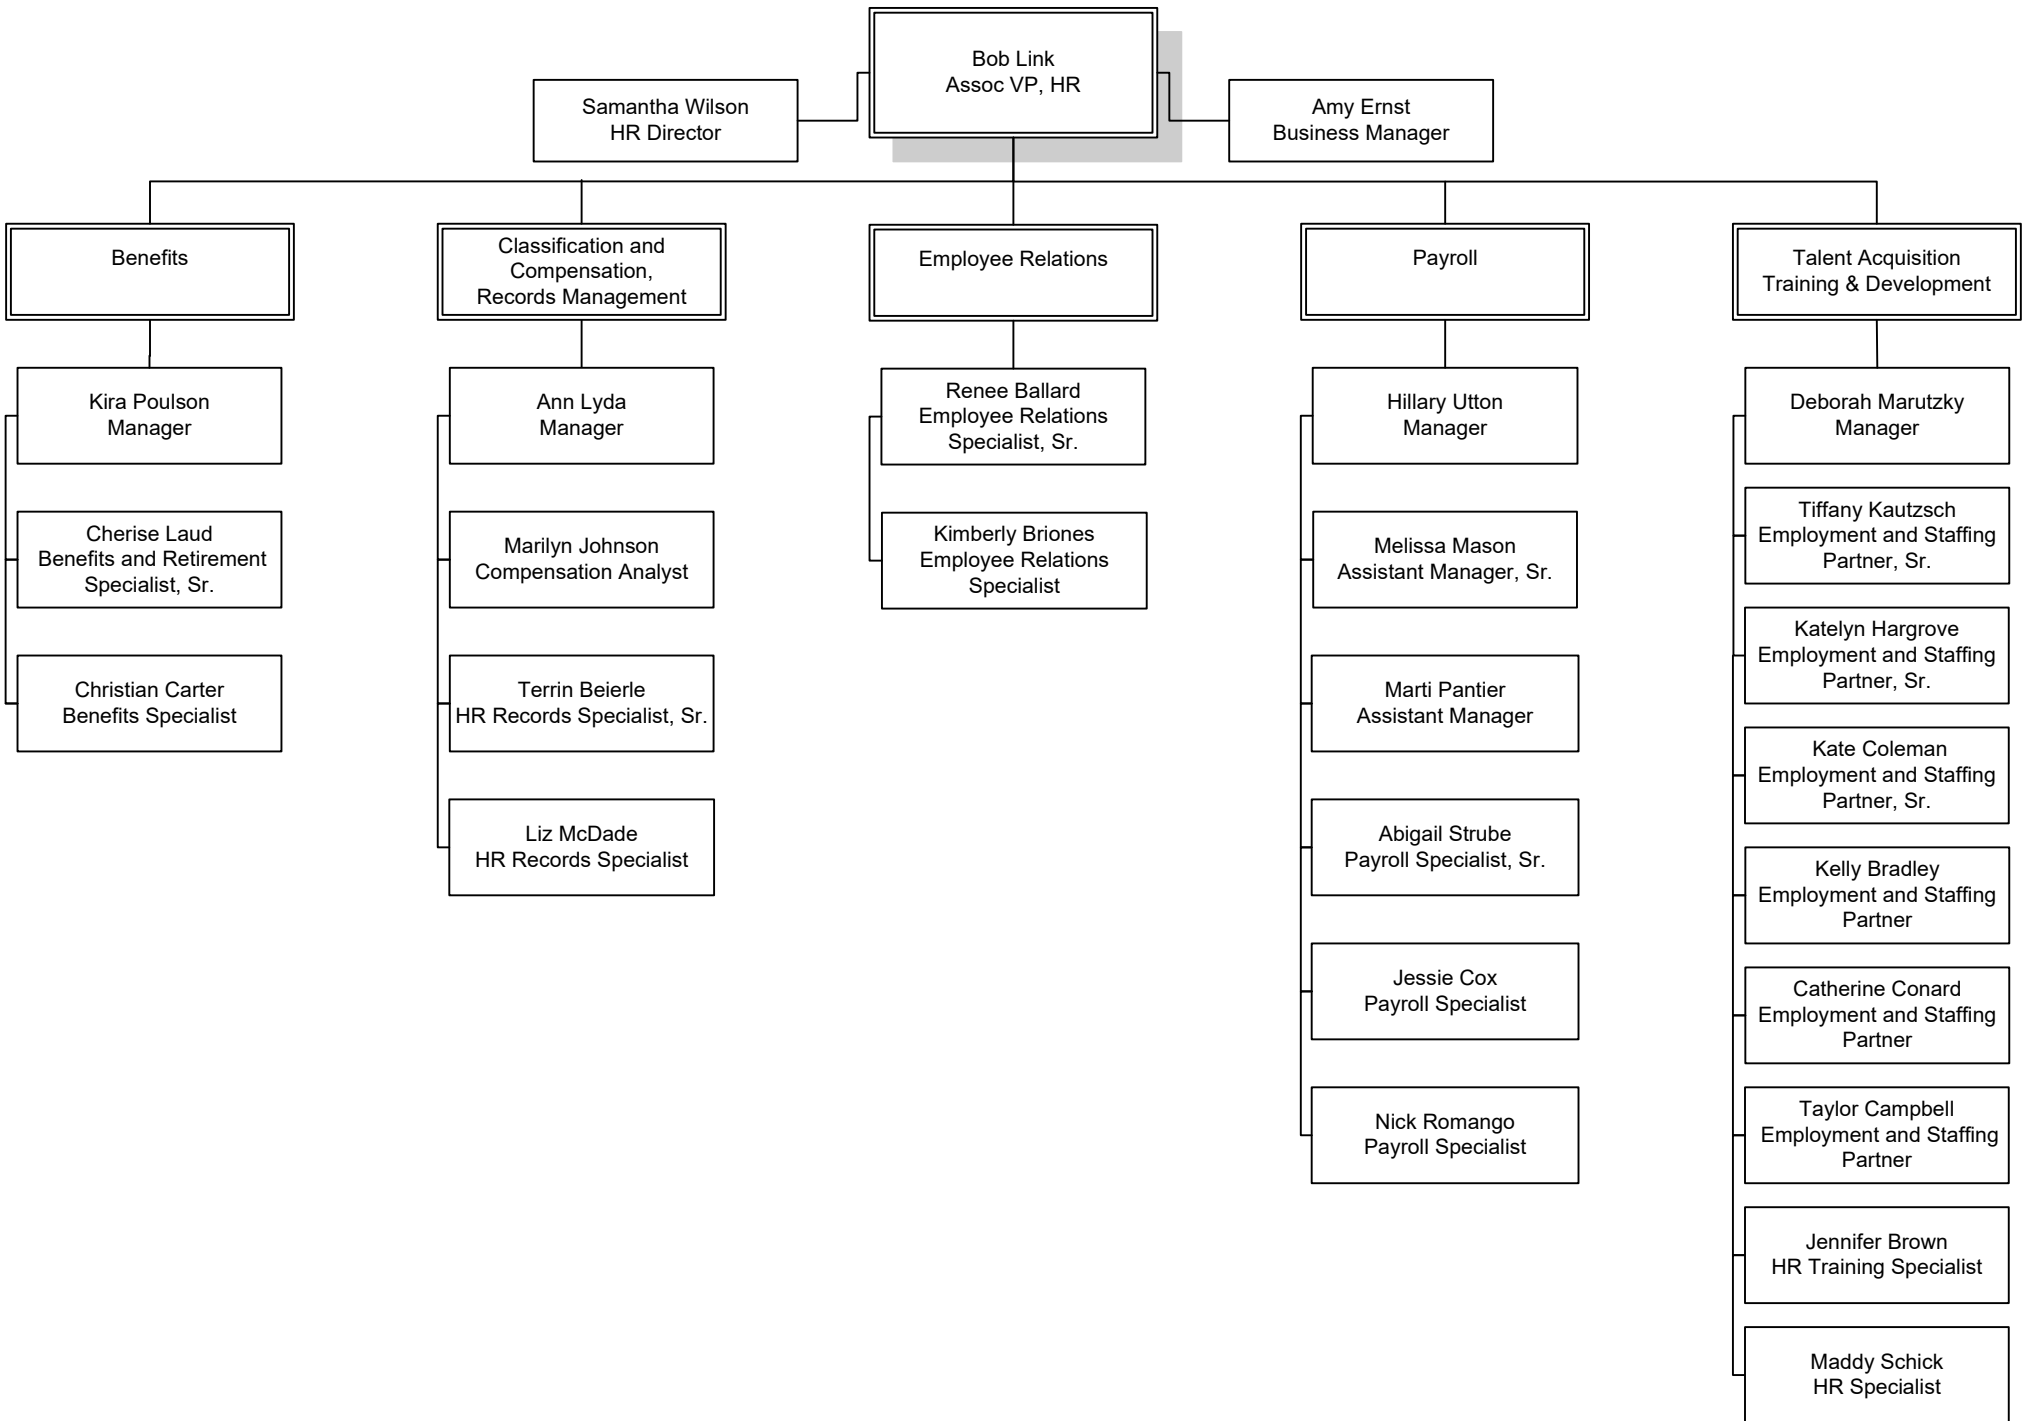 Bob Link
Assoc VP, HR
Samantha Wilson
HR Director
Amy Ernst
Business Manager
Benefits
Kira Poulson
Manager
Cherise Laud
Benefits and Retirement
Specialist, Sr.
Christian Carter
Benefits Specialist
Classification and
Compensation,
Records Management
Ann Lyda
Manager
Marilyn Johnson
Compensation Analyst
Terrin Beierle
HR Records Specialist, Sr.
Liz McDade
HR Records Specialist
Employee Relations
Renee Ballard
Employee Relations
Specialist, Sr.
Kimberly Briones
Employee Relations
Specialist
Payroll
Hillary Utton
Manager
Melissa Mason
Assistant Manager, Sr.
Marti Pantier
Assistant Manager
Abigail Strube
Payroll Specialist, Sr.
Jessie Cox
Payroll Specialist
Nick Romango
Payroll Specialist
Talent Acquisition
Training & Development
Deborah Marutzky
Manager
Tiffany Kautzsch
Employment and Staffing
Partner, Sr.
Katelyn Hargrove
Employment and Staffing
Partner, Sr.
Kate Coleman
Employment and Staffing
Partner, Sr.
Kelly Bradley
Employment and Staffing
Partner
Catherine Conard
Employment and Staffing
Partner
Taylor Campbell
Employment and Staffing
Partner
Jennifer Brown
HR Training Specialist
Maddy Schick
HR Specialist